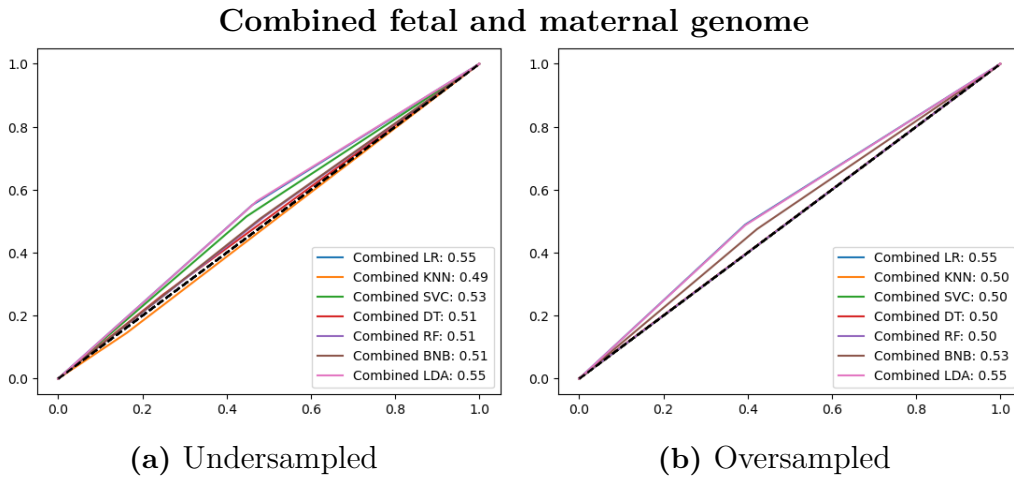 Combined fetal and maternal genome
1.0
0.8
0.6
0.4
0.2
0.0
0.0 0.2 0.4 0.6 0.8 1.0
Combined LR: 0.55
Combined KNN: 0.49
Combined SVC: 0.53
Combined DT: 0.51
Combined RF: 0.51
Combined BNB: 0.51
Combined LDA: 0.55
(a) Undersampled
1.0
0.8
0.6
0.4
0.2
0.0
0.0 0.2 0.4 0.6 0.8 1.0
Combined LR: 0.55
Combined KNN: 0.50
Combined SVC: 0.50
Combined DT: 0.50
Combined RF: 0.50
Combined BNB: 0.53
Combined LDA: 0.55
(b) Oversampled